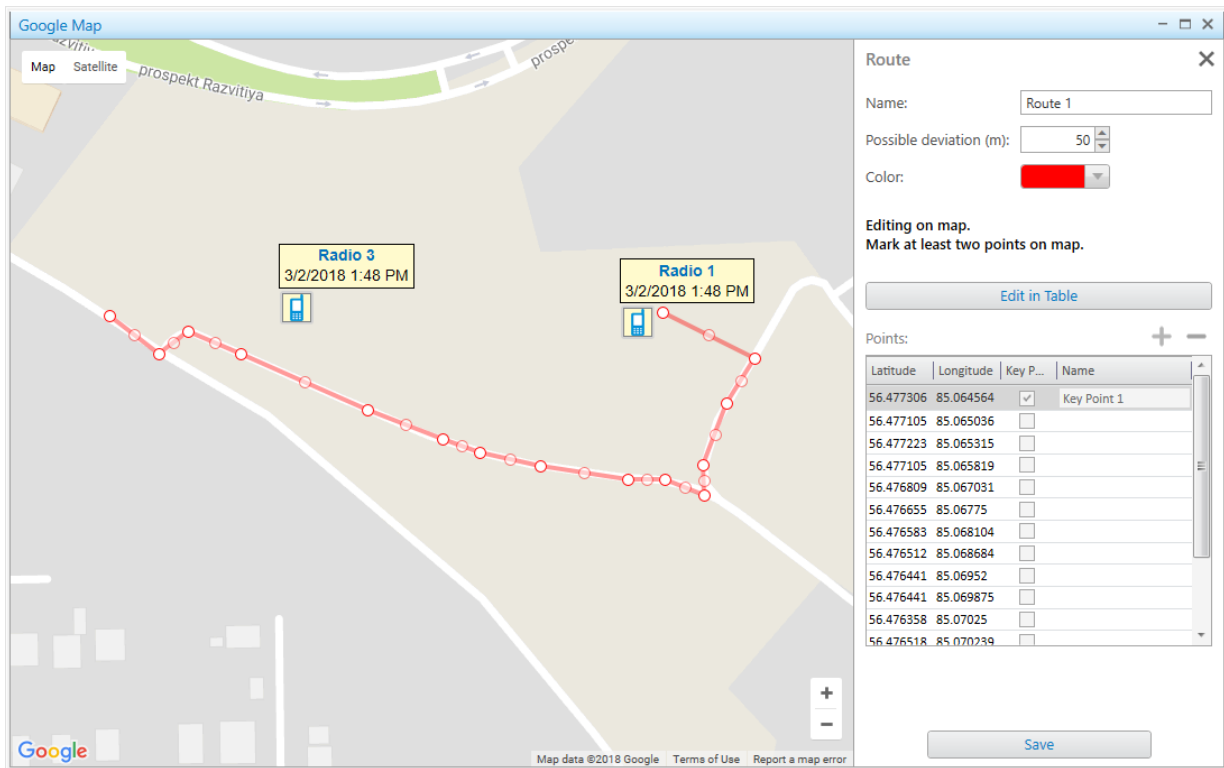 Google Map
Map Satellite
prospekt Razvitiya
Radio 3
3/2/2018 1:48 PM
Radio 1
3/2/2018 1:48 PM
Google
Map data ©2018 Google Terms of Use Report a map error
Route
Name: Route 1
Possible deviation (m): 50
Color:
Editing on map.
Mark at least two points on map.
Edit in Table
Points:
Latitude Longitude Key P... Name
56.477306 85.064564 Key Point 1
56.477105 85.065036
56.477223 85.065315
56.477105 85.065819
56.476809 85.067031
56.476655 85.06775
56.476583 85.068104
56.476512 85.068684
56.476441 85.06952
56.476441 85.069875
56.476358 85.07025
56.476518 85.070239
Save